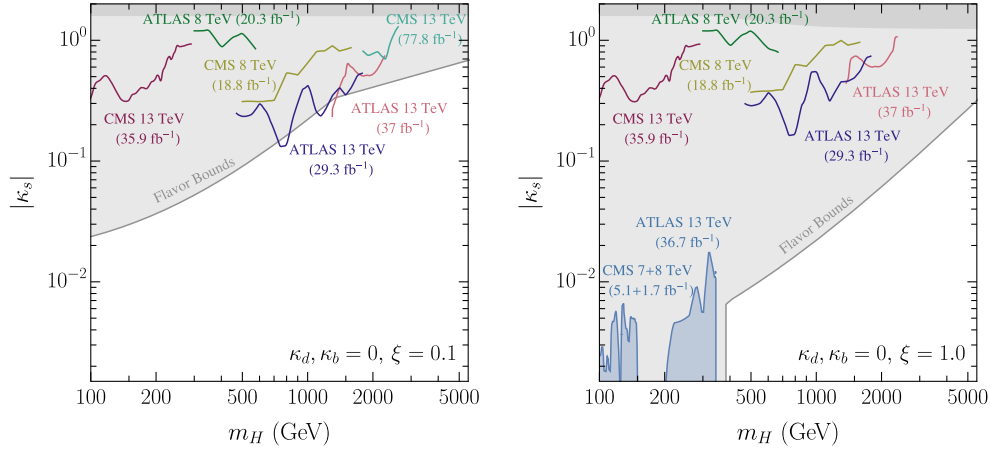 ATLAS 8 TeV (20.3 fb⁻¹)
CMS 13 TeV
(77.8 fb⁻¹)
CMS 8 TeV
(18.8 fb⁻¹)
CMS 13 TeV
(35.9 fb⁻¹)
ATLAS 13 TeV
(37 fb⁻¹)
ATLAS 13 TeV
(29.3 fb⁻¹)
Flavor Bounds
κ_d, κ_b = 0, ξ = 0.1
|κ_s|
10⁰
10⁻¹
10⁻²
100 200 500 1000 2000 5000
m_H (GeV)
ATLAS 8 TeV (20.3 fb⁻¹)
CMS 8 TeV
(18.8 fb⁻¹)
CMS 13 TeV
(35.9 fb⁻¹)
ATLAS 13 TeV
(37 fb⁻¹)
ATLAS 13 TeV
(29.3 fb⁻¹)
Flavor Bounds
ATLAS 13 TeV
(36.7 fb⁻¹)
CMS 7+8 TeV
(5.1+1.7 fb⁻¹)
κ_d, κ_b = 0, ξ = 1.0
|κ_s|
10⁰
10⁻¹
10⁻²
100 200 500 1000 2000 5000
m_H (GeV)